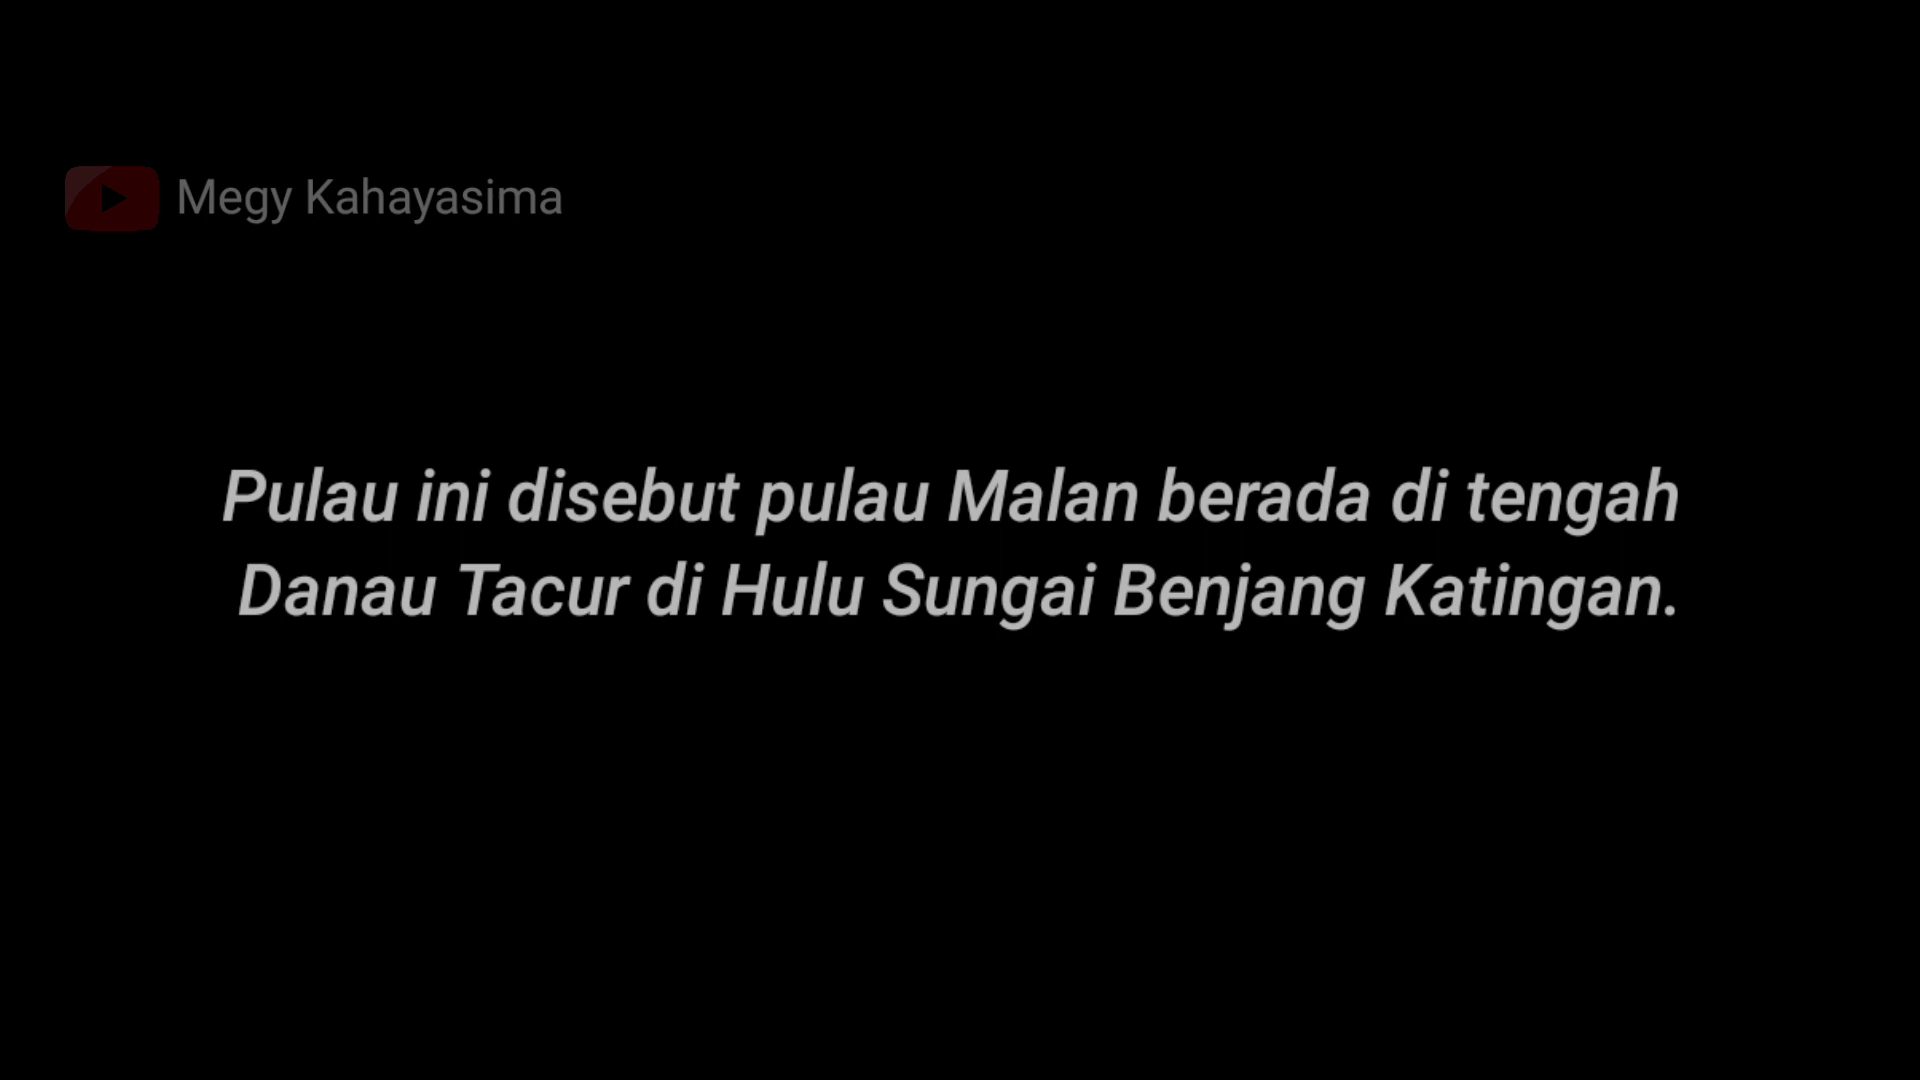 Megy Kahayasima
Pulau ini disebut pulau Malan berada di tengah
Danau Tacur di Hulu Sungai Benjang Katingan.